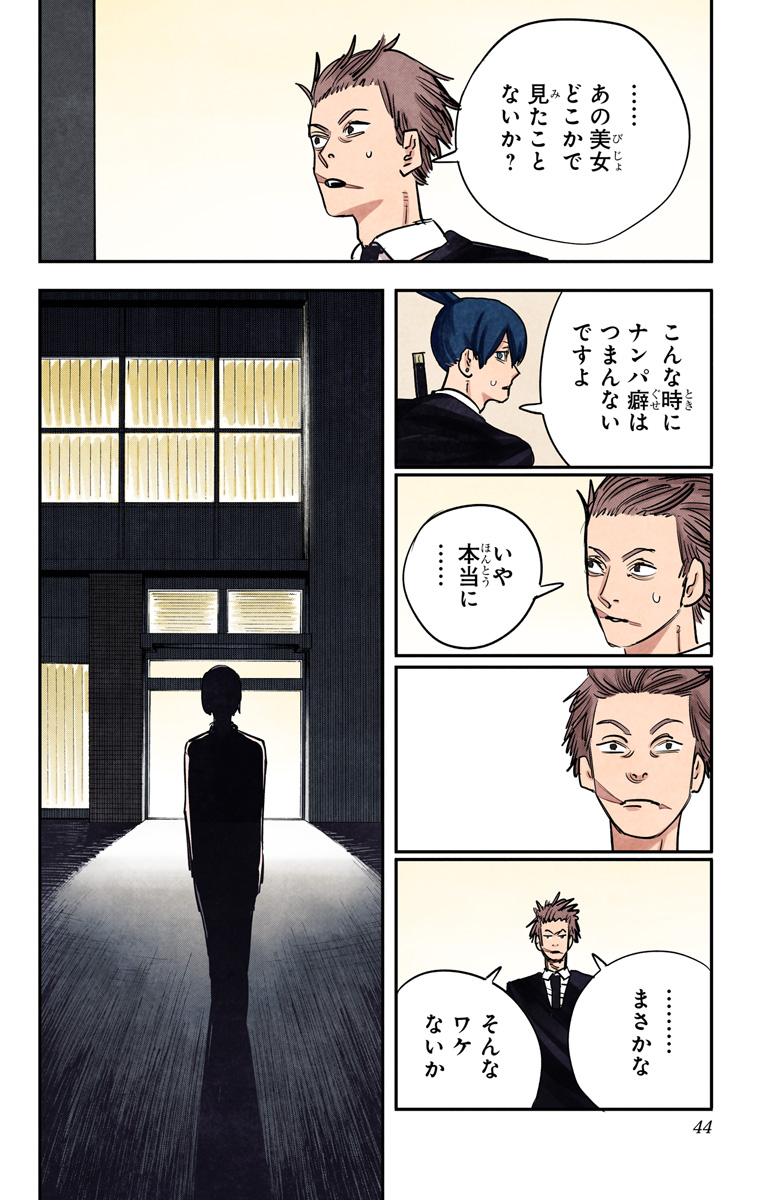 ……
あの美女
どこかで
見たこと
ないか?
こんな時に
ナンパ癖は
つまんない
ですよ
いや
本当に
……
………
まさかな
そんな
ワケ
ないか
44